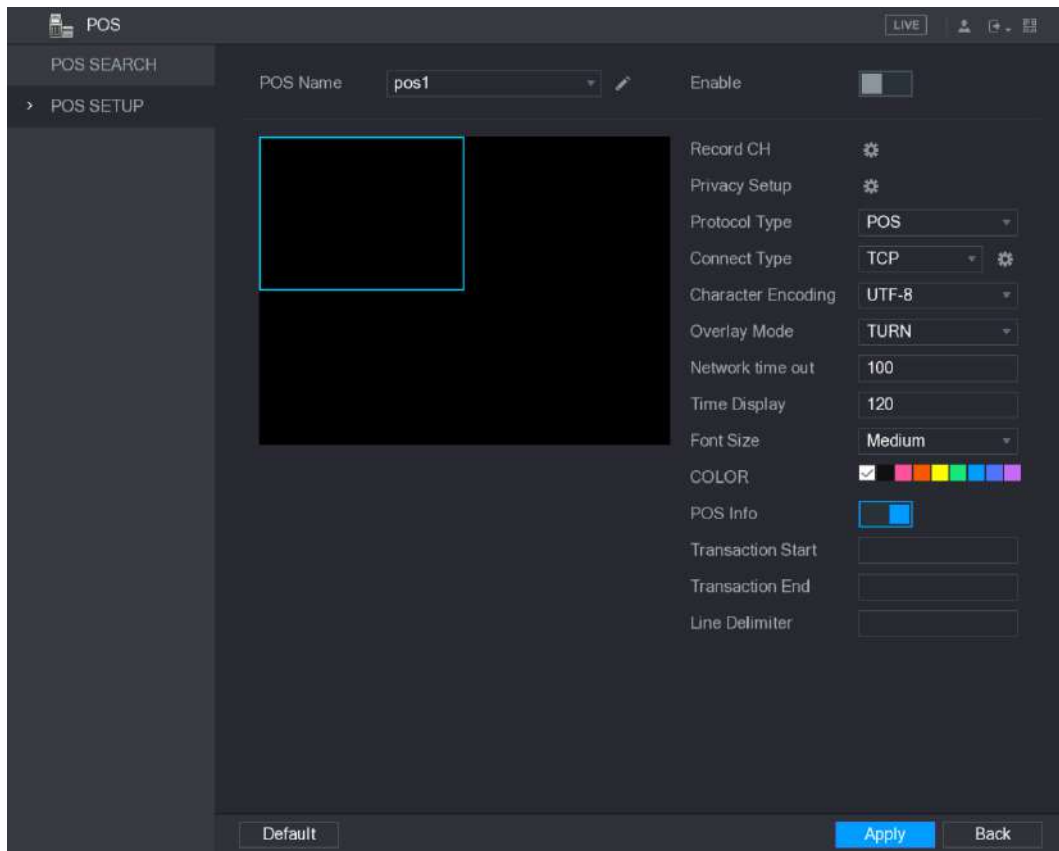 POS
LIVE
POS SEARCH
POS SETUP
POS Name pos1
Enable
Record CH
Privacy Setup
Protocol Type POS
Connect Type TCP
Character Encoding UTF-8
Overlay Mode TURN
Network time out 100
Time Display 120
Font Size Medium
COLOR
POS Info
Transaction Start
Transaction End
Line Delimiter
Default Apply Back